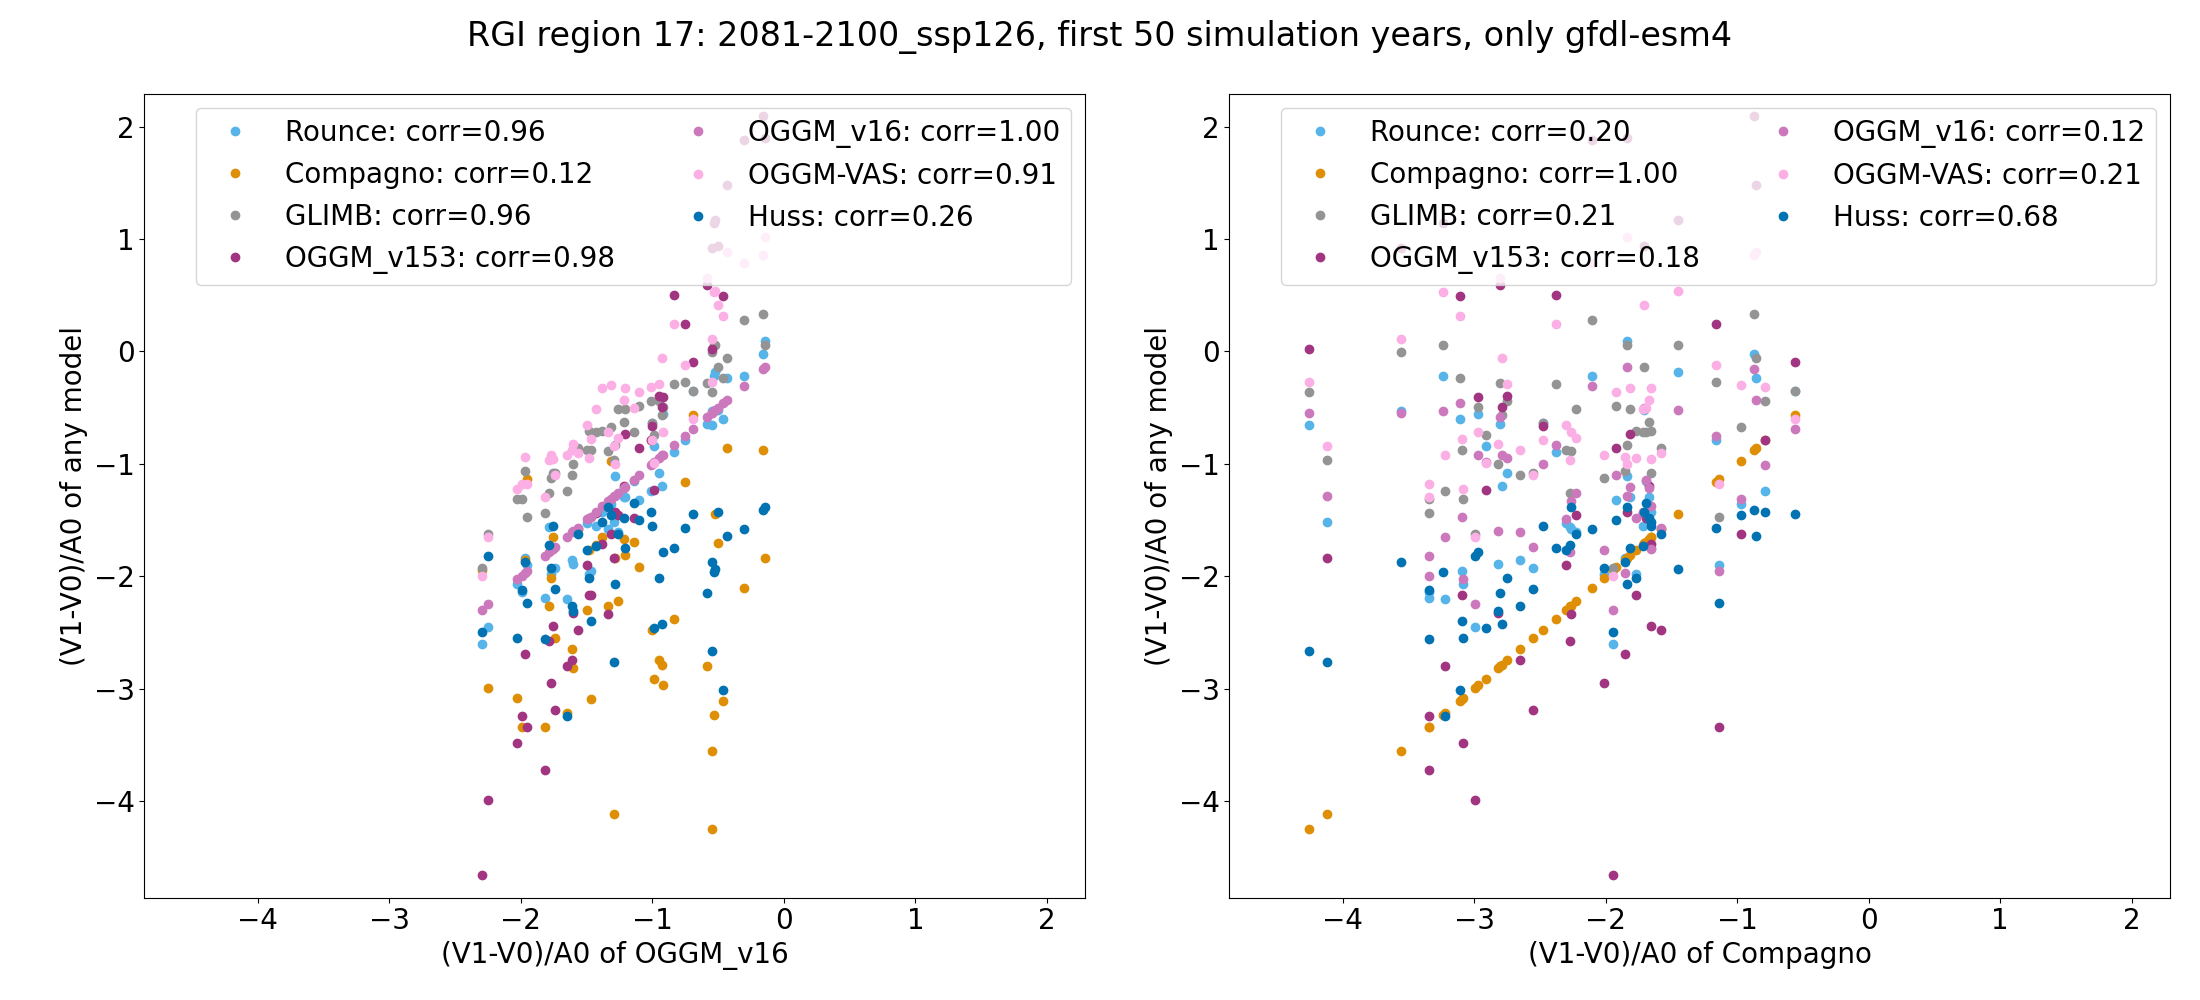 RGI region 17: 2081-2100_ssp126, first 50 simulation years, only gfdl-esm4
(V1-V0)/A0 of any model
2
1
0
−1
−2
−3
−4
Rounce: corr=0.96
Compagno: corr=0.12
GLIMB: corr=0.96
OGGM_v153: corr=0.98
OGGM_v16: corr=1.00
OGGM-VAS: corr=0.91
Huss: corr=0.26
−4 −3 −2 −1 0 1 2
(V1-V0)/A0 of OGGM_v16
(V1-V0)/A0 of any model
2
1
0
−1
−2
−3
−4
Rounce: corr=0.20
Compagno: corr=1.00
GLIMB: corr=0.21
OGGM_v153: corr=0.18
OGGM_v16: corr=0.12
OGGM-VAS: corr=0.21
Huss: corr=0.68
−4 −3 −2 −1 0 1 2
(V1-V0)/A0 of Compagno